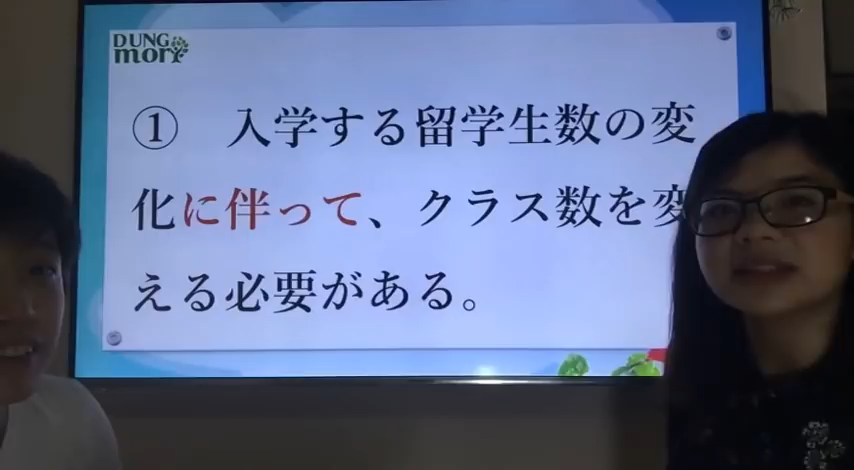 DUNG
mori
① 入学する留学生数の変
化に伴って、クラス数を変
える必要がある。